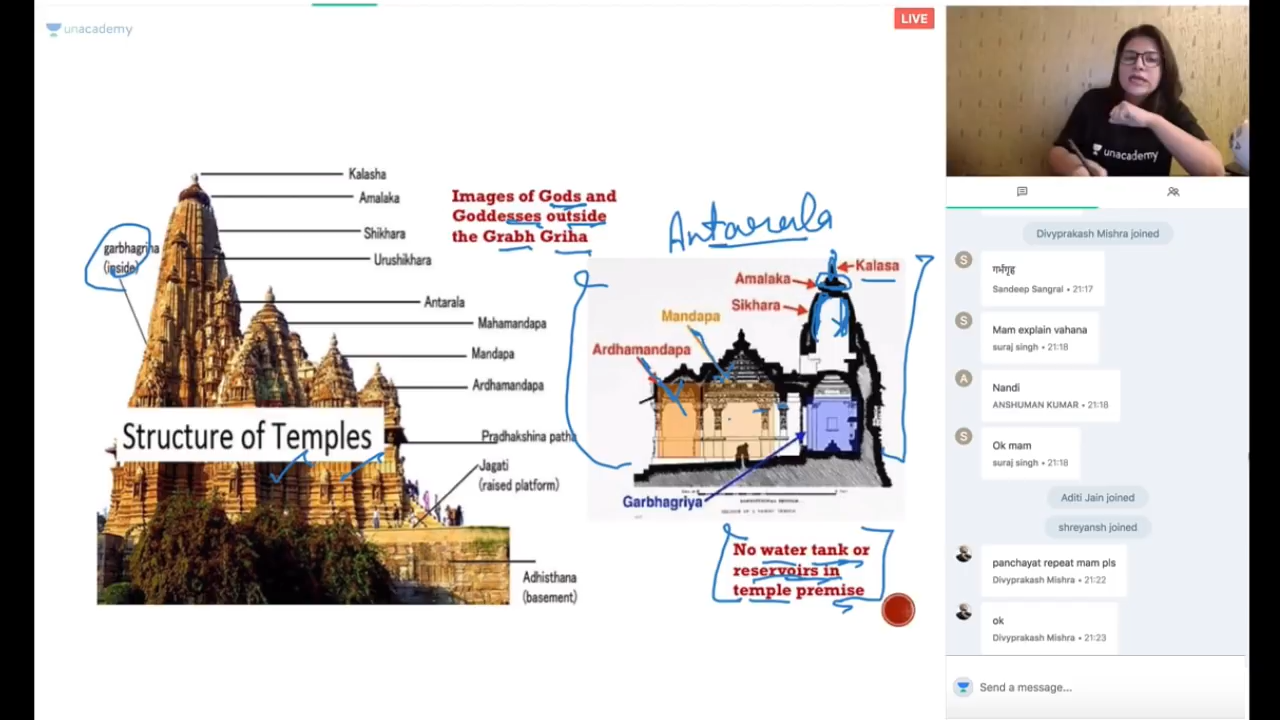 unacademy
LIVE
Kalasha
Amalaka
Shikhara
Urushikhara
Antarala
Mahamandapa
Mandapa
Ardhamandapa
Pradhakshina patha
Jagati
(raised platform)
Adhisthana
(basement)
garbhagriha
(inside)
Structure of Temples
Images of Gods and
Goddesses outside
the Grabh Griha
Antarala
Kalasa
Amalaka
Sikhara
Mandapa
Ardhamandapa
Garbhagriya
No water tank or
reservoirs in
temple premise
unacademy
Divyprakash Mishra joined
S
गर्भगृह
Sandeep Sangral • 21:17
S
Mam explain vahana
suraj singh • 21:18
A
Nandi
ANSHUMAN KUMAR • 21:18
S
Ok mam
suraj singh • 21:18
Aditi Jain joined
shreyansh joined
panchayat repeat mam pls
Divyprakash Mishra • 21:22
ok
Divyprakash Mishra • 21:23
Send a message...